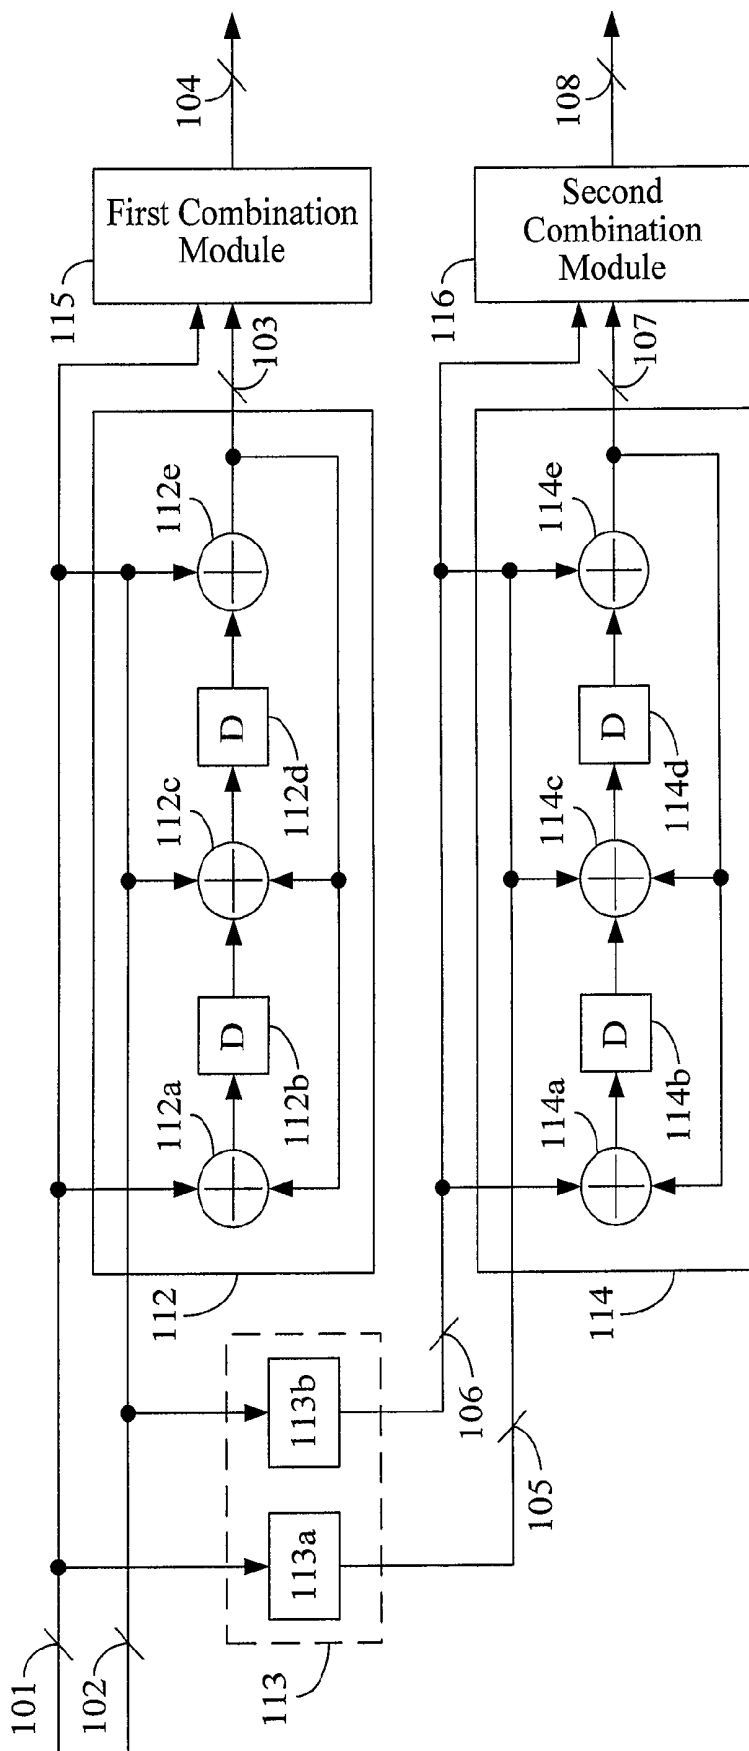 101
102
113
113a
113b
106
105
112
112a
112b
D
112c
112d
D
112e
103
115
First Combination
Module
104
114
114a
114b
D
114c
114d
D
114e
107
116
Second
Combination
Module
108